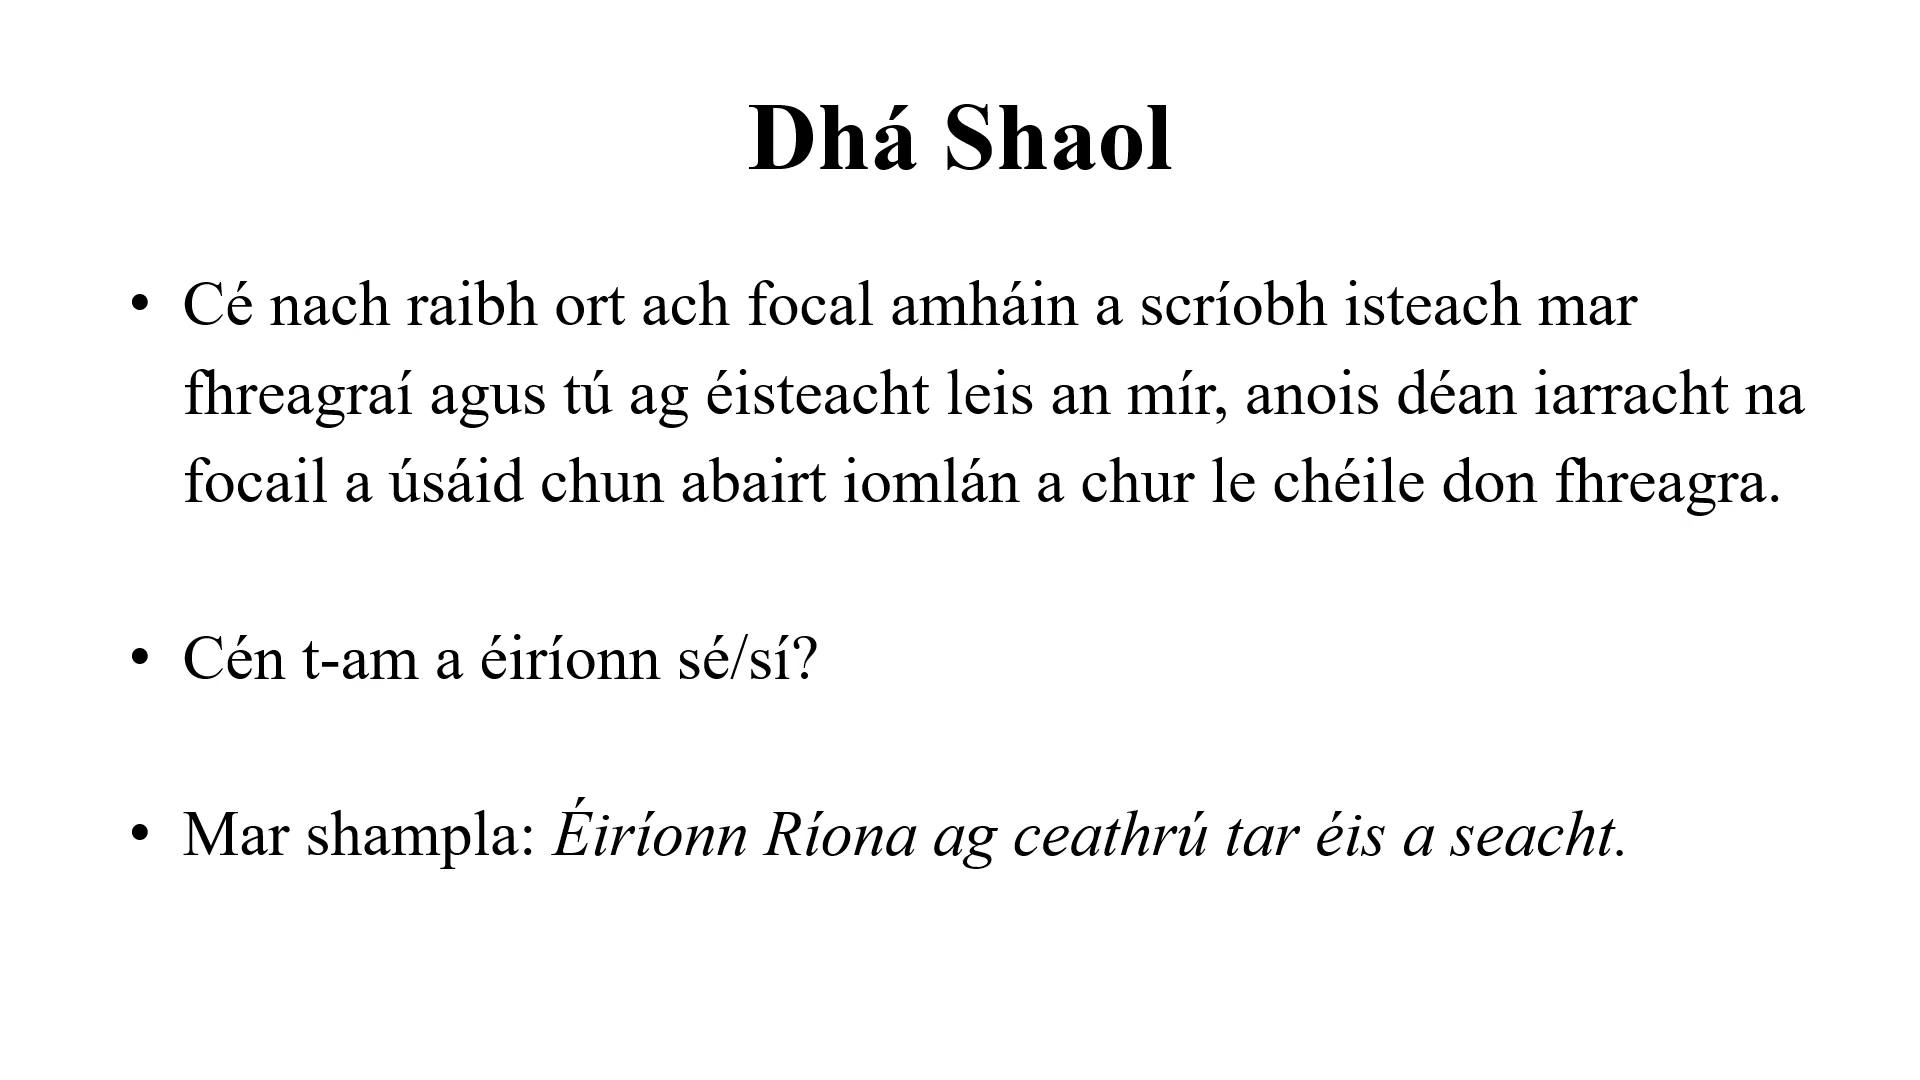 Dhá Shaol
• Cé nach raibh ort ach focal amháin a scríobh isteach mar
fhreagraí agus tú ag éisteacht leis an mír, anois déan iarracht na
focail a úsáid chun abairt iomlán a chur le chéile don fhreagra.
• Cén t-am a éiríonn sé/sí?
• Mar shampla: Éiríonn Ríona ag ceathrú tar éis a seacht.